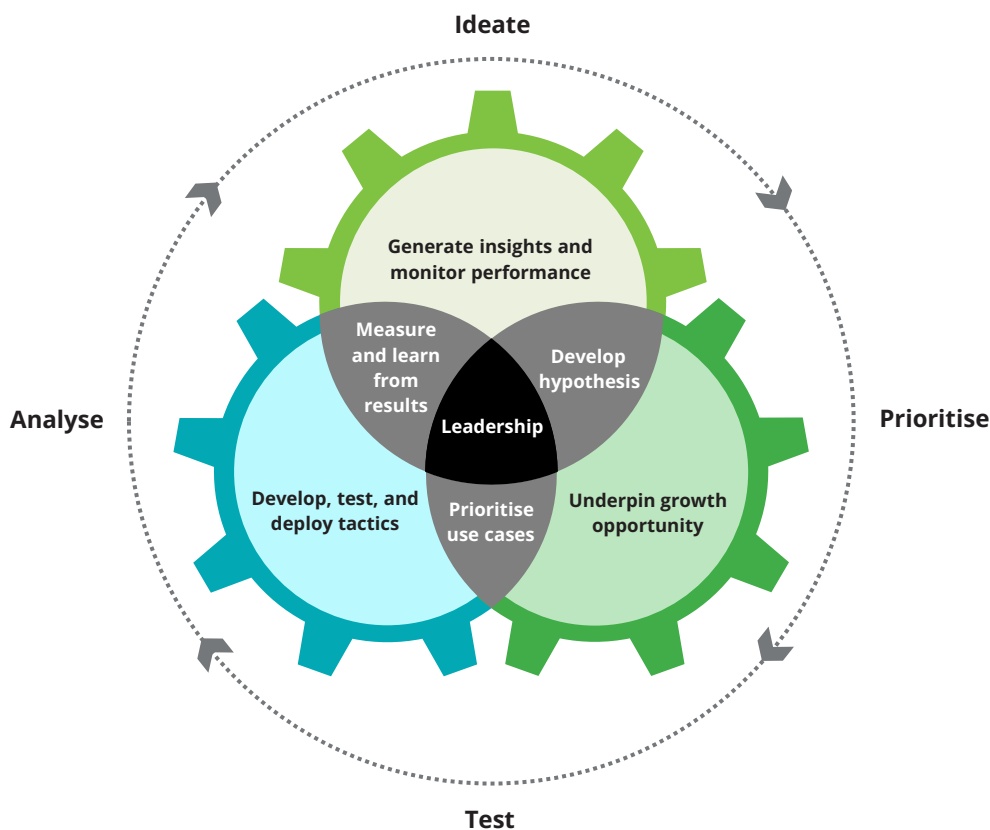 Ideate
Generate insights and
monitor performance
Measure
and learn
from
results
Develop
hypothesis
Analyse
Leadership
Prioritise
Develop, test, and
deploy tactics
Prioritise
use cases
Underpin growth
opportunity
Test